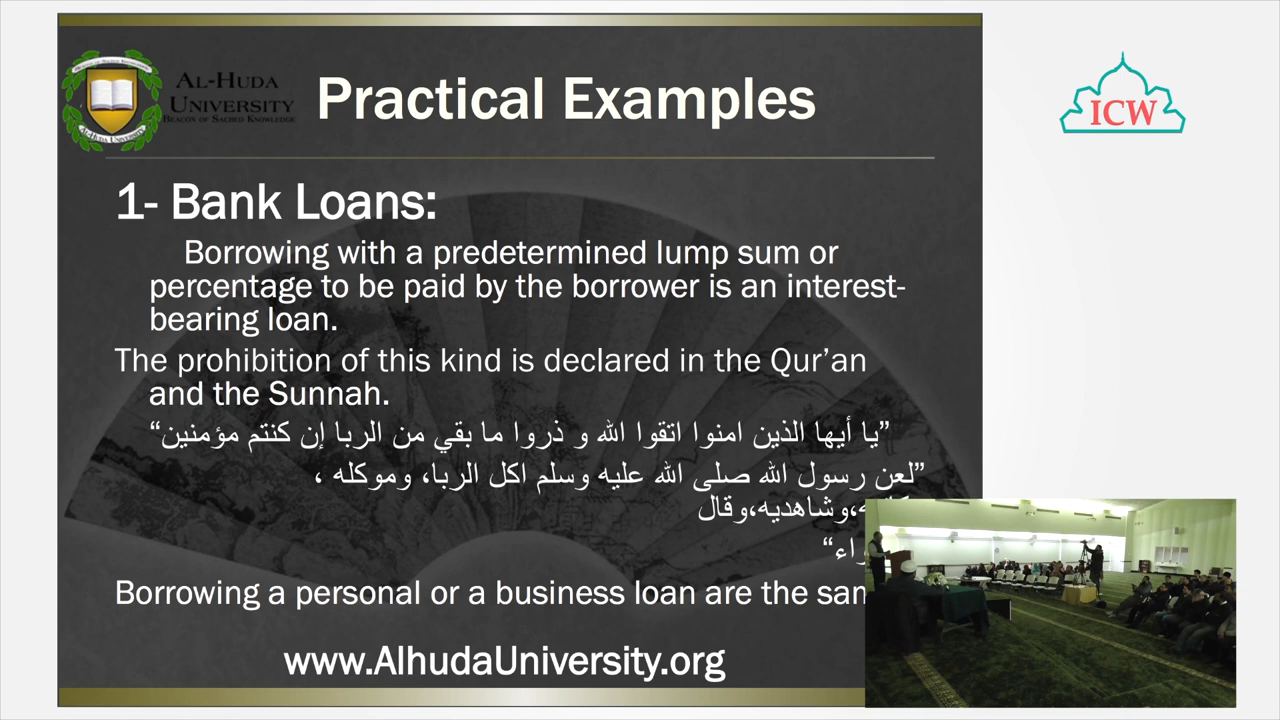 AL-HUDA
UNIVERSITY
BEACON OF SACRED KNOWLEDGE
AL-HUDA UNIVERSITY
Practical Examples
ICW
1- Bank Loans:
Borrowing with a predetermined lump sum or
percentage to be paid by the borrower is an interest-
bearing loan.
The prohibition of this kind is declared in the Qur’an
and the Sunnah.
”يا أيها الذين امنوا اتقوا الله و ذروا ما بقي من الربا إن كنتم مؤمنين“
”لعن رسول الله صلى الله عليه وسلم اكل الربا، وموكله ،
،وشاهديه،وقال
Borrowing a personal or a business loan are the
www.AlhudaUniversity.org